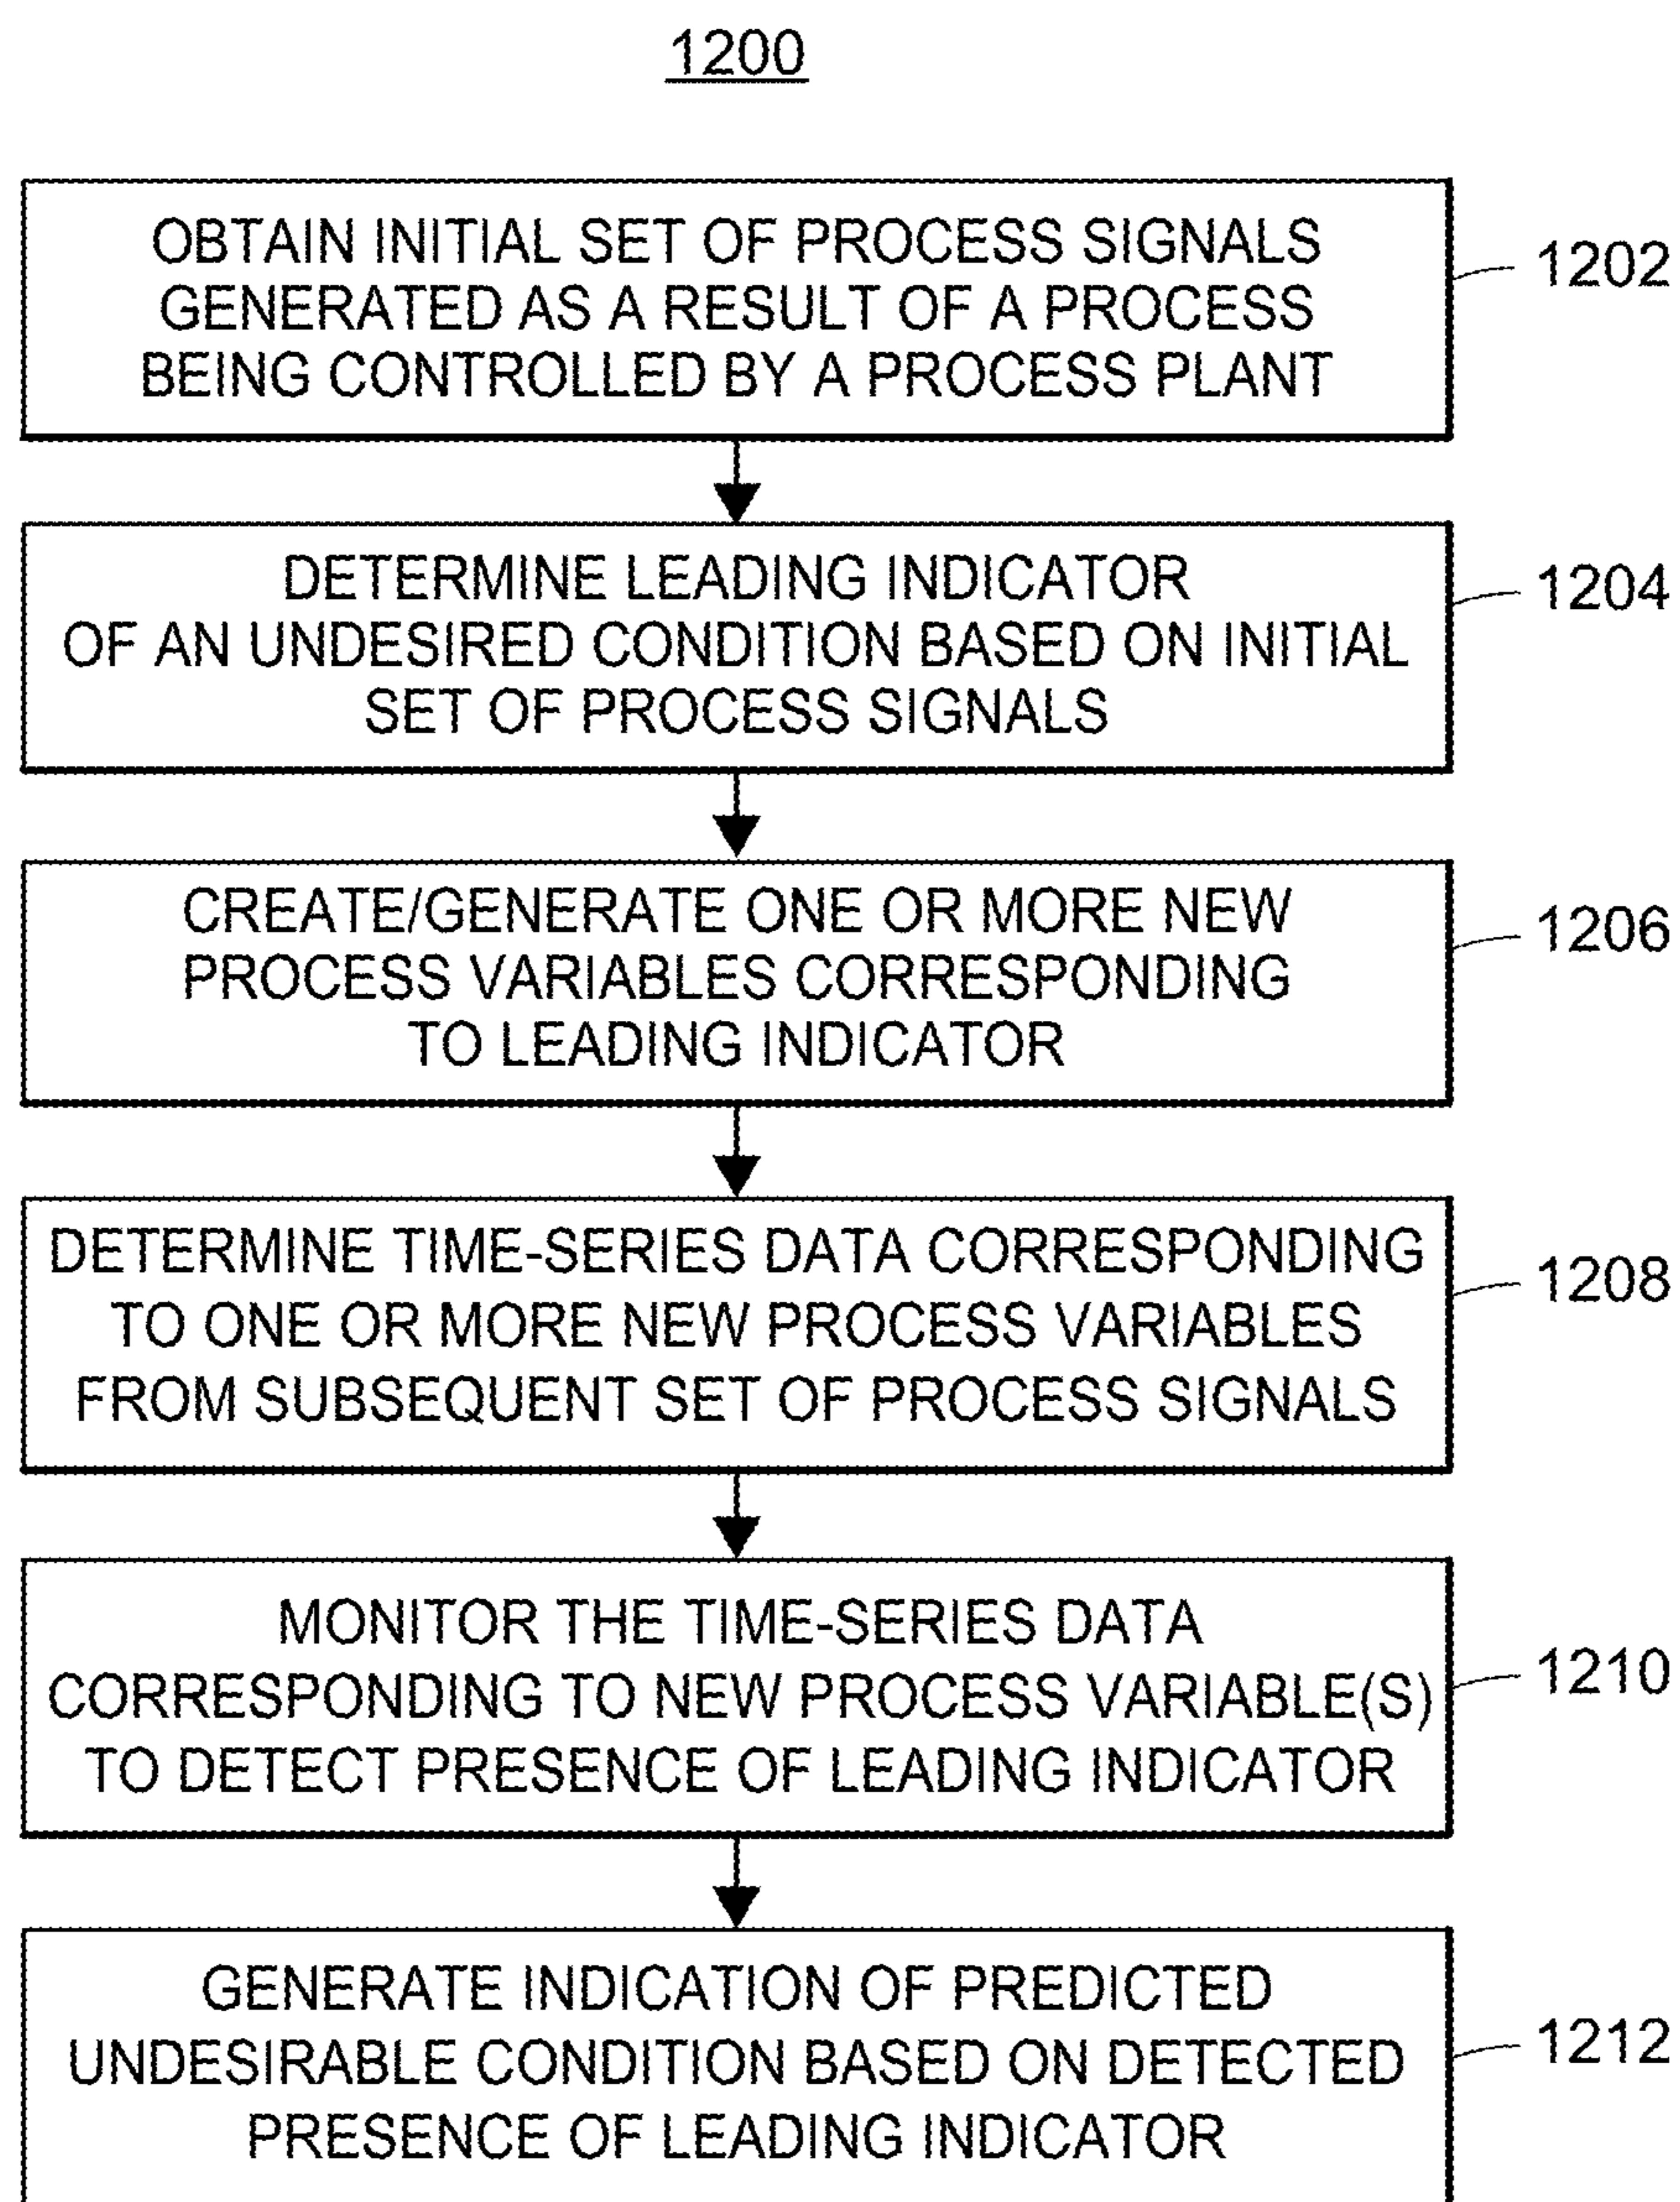 1200
OBTAIN INITIAL SET OF PROCESS SIGNALS
GENERATED AS A RESULT OF A PROCESS
BEING CONTROLLED BY A PROCESS PLANT
1202
DETERMINE LEADING INDICATOR
OF AN UNDESIRED CONDITION BASED ON INITIAL
SET OF PROCESS SIGNALS
1204
CREATE/GENERATE ONE OR MORE NEW
PROCESS VARIABLES CORRESPONDING
TO LEADING INDICATOR
1206
DETERMINE TIME-SERIES DATA CORRESPONDING
TO ONE OR MORE NEW PROCESS VARIABLES
FROM SUBSEQUENT SET OF PROCESS SIGNALS
1208
MONITOR THE TIME-SERIES DATA
CORRESPONDING TO NEW PROCESS VARIABLE(S)
TO DETECT PRESENCE OF LEADING INDICATOR
1210
GENERATE INDICATION OF PREDICTED
UNDESIRABLE CONDITION BASED ON DETECTED
PRESENCE OF LEADING INDICATOR
1212